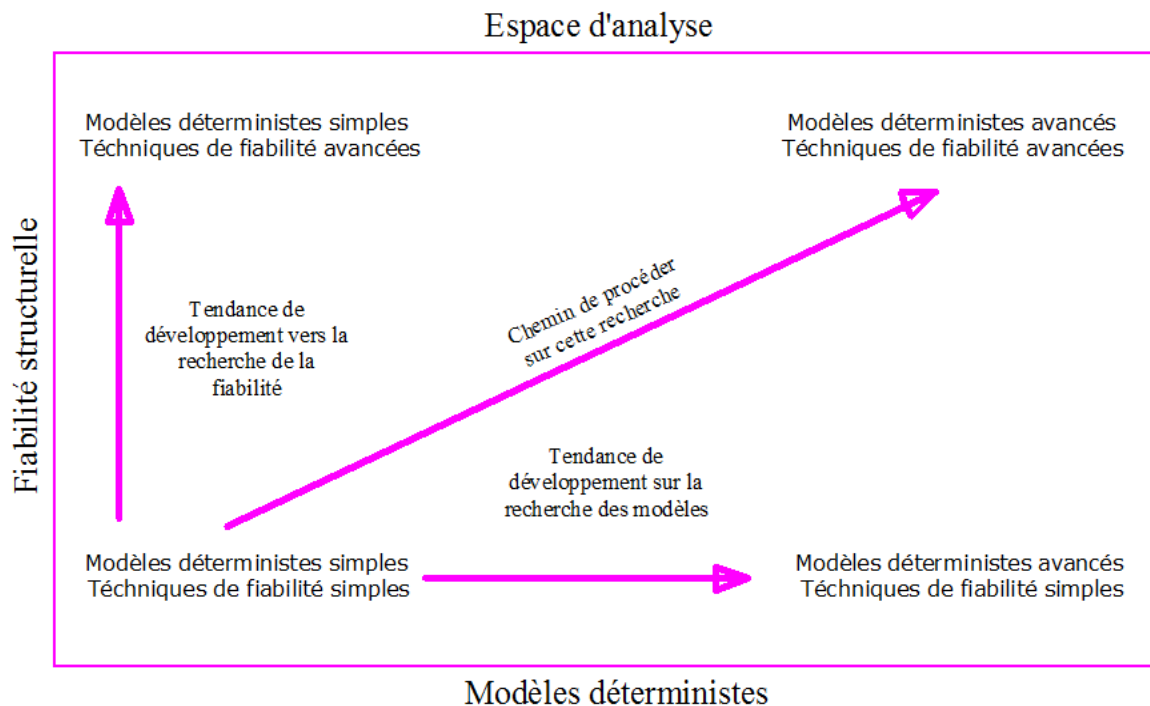 Espace d'analyse
Modèles déterministes simples
Téchniques de fiabilité avancées
Modèles déterministes avancés
Téchniques de fiabilité avancées
Fiabilité structurelle
Tendance de
développement vers la
recherche de la
fiabilité
Chemin de procéder
sur cette recherche
Tendance de
développement sur la
recherche des modèles
Modèles déterministes simples
Téchniques de fiabilité simples
Modèles déterministes avancés
Téchniques de fiabilité simples
Modèles déterministes